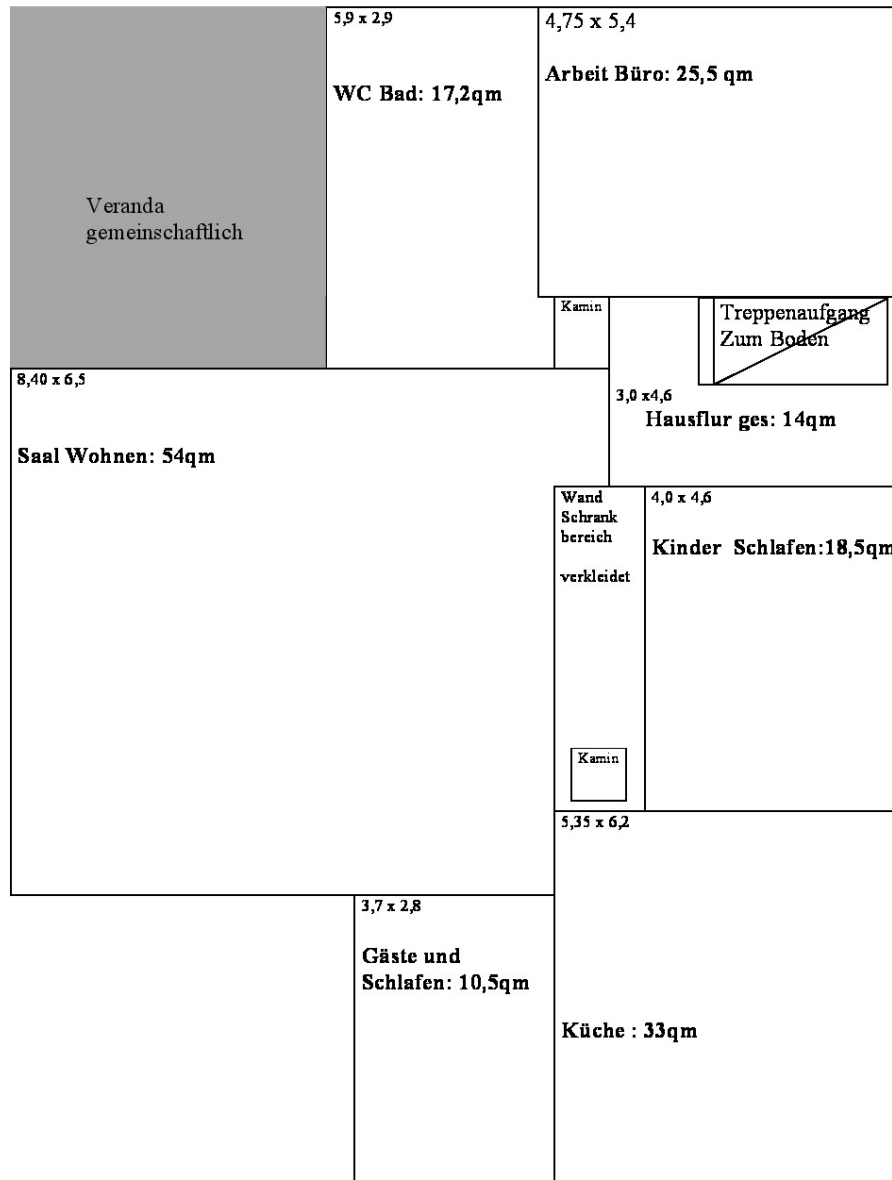 5,9 x 2,9
WC Bad: 17,2qm
4,75 x 5,4
Arbeit Büro: 25,5 qm
Veranda
gemeinschaftlich
Kamin
Treppenaufgang
Zum Boden
8,40 x 6,5
Saal Wohnen: 54qm
3,0 x4,6
Hausflur ges: 14qm
Wand
Schrank
bereich
verkleidet
4,0 x 4,6
Kinder Schlafen:18,5qm
Kamin
5,35 x 6,2
Küche : 33qm
3,7 x 2,8
Gäste und
Schlafen: 10,5qm